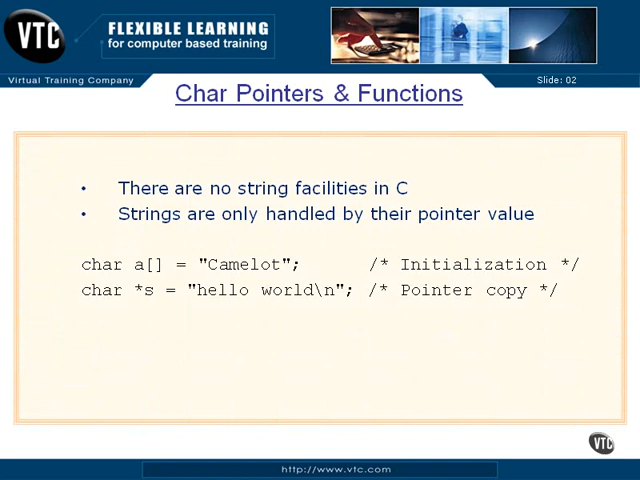 VTC
FLEXIBLE LEARNING
for computer based training
Virtual Training Company
Slide: 02
Char Pointers & Functions
• There are no string facilities in C
• Strings are only handled by their pointer value
char a[] = "Camelot"; /* Initialization */
char *s = "hello world\n"; /* Pointer copy */
VTC
http://www.vtc.com